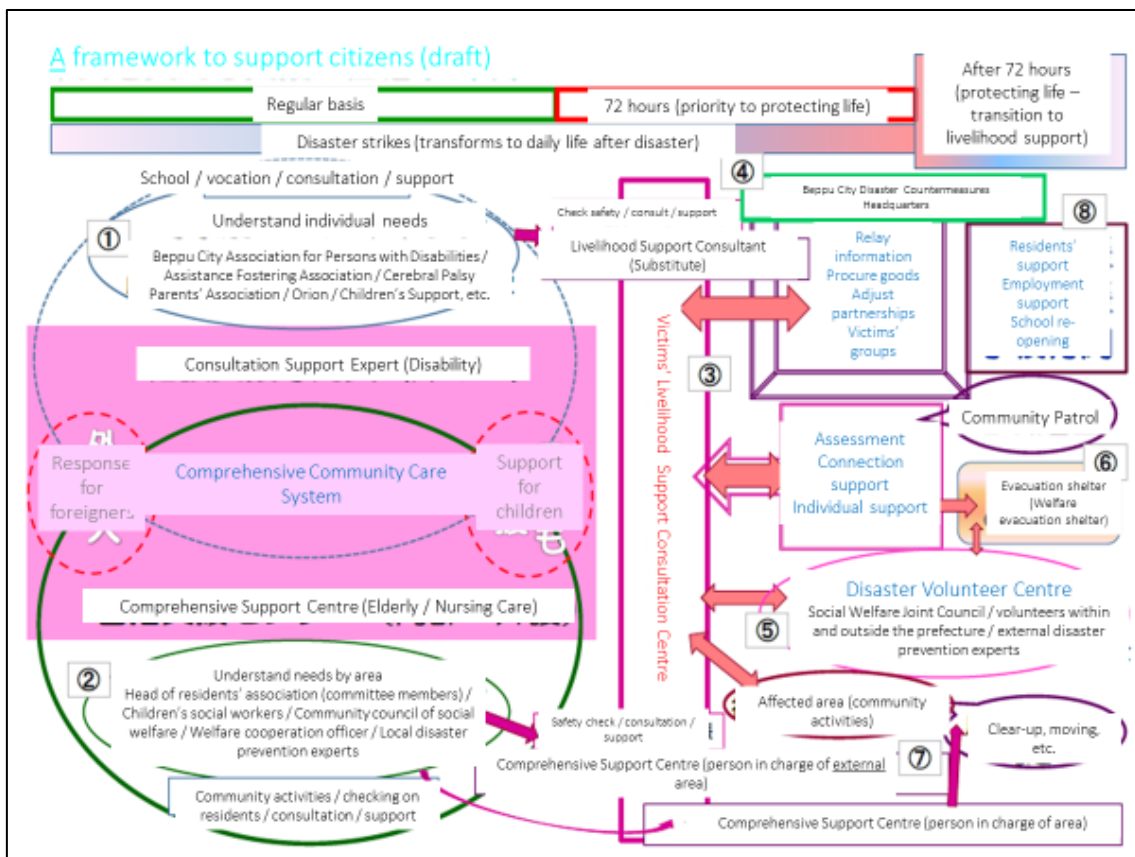 A framework to support citizens (draft)
Regular basis
72 hours (priority to protecting life)
After 72 hours
(protecting life –
transition to
livelihood support)
Disaster strikes (transforms to daily life after disaster)
School / vocation / consultation / support
①
Understand individual needs
Beppu City Association for Persons with Disabilities /
Assistance Fostering Association / Cerebral Palsy
Parents' Association / Orion / Children's Support, etc.
Check safety / consult / support
Livelihood Support Consultant
(Substitute)
④
Beppu City Disaster Countermeasures
Headquarters
Relay
information
Procure goods
Adjust
partnerships
Victims'
groups
⑧
Residents'
support
Employment
support
School re-
opening
Consultation Support Expert (Disability)
Victims' Livelihood Support Consultation Centre
③
Response
for
foreigners
Comprehensive Community Care
System
Support
for
children
Assessment
Connection
support
Individual support
Community Patrol
⑥
Evacuation shelter
(Welfare
evacuation shelter)
Comprehensive Support Centre (Elderly / Nursing Care)
⑤
Disaster Volunteer Centre
Social Welfare Joint Council / volunteers within
and outside the prefecture / external disaster
prevention experts
②
Understand needs by area
Head of residents' association (committee members) /
Children's social workers / Community council of social
welfare / Welfare cooperation officer / Local disaster
prevention experts
Safety check / consultation /
support
Affected area (community
activities)
Clear-up, moving,
etc.
⑦
Comprehensive Support Centre (person in charge of external
area)
Community activities / checking on
residents / consultation / support
Comprehensive Support Centre (person in charge of area)